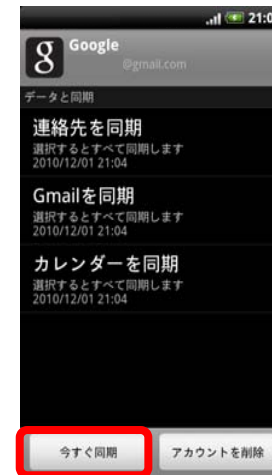 21:0
g Google
@gmail.com
データと同期
連絡先を同期
選択するとすべて同期します
2010/12/01 21:04
Gmailを同期
選択するとすべて同期します
2010/12/01 21:04
カレンダーを同期
選択するとすべて同期します
2010/12/01 21:04
今すぐ同期 アカウントを削除